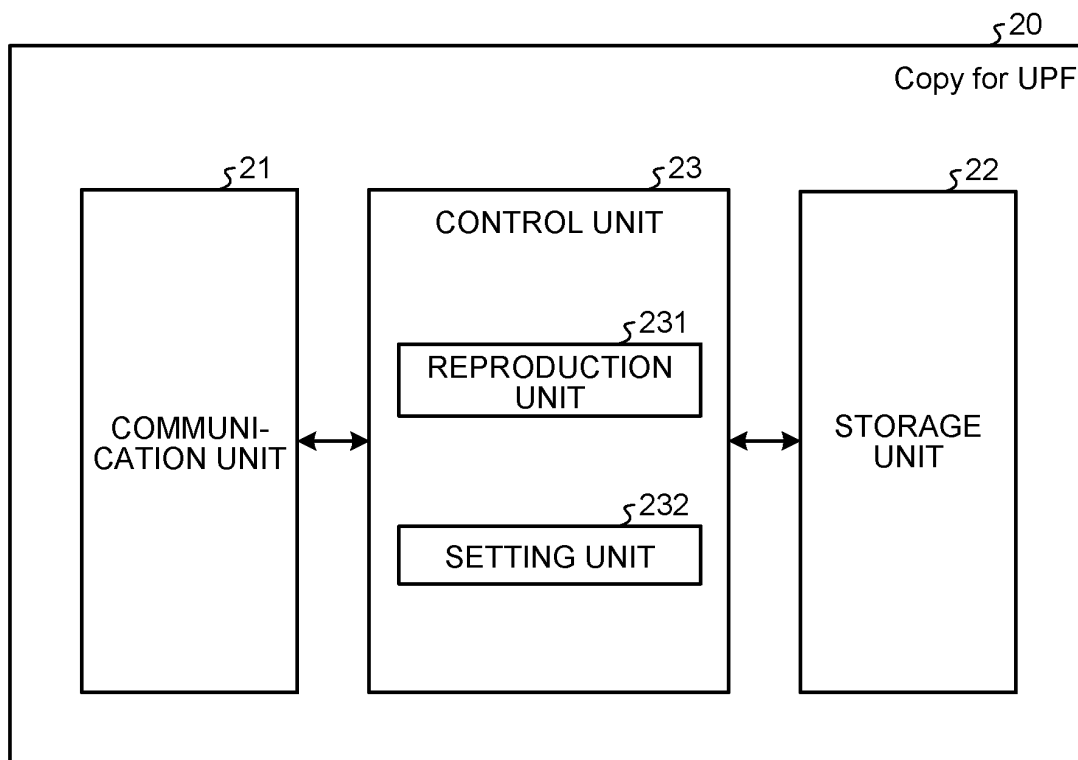 20
Copy for UPF
21
23
22
CONTROL UNIT
231
REPRODUCTION
UNIT
COMMUNI-
CATION UNIT
STORAGE
UNIT
232
SETTING UNIT